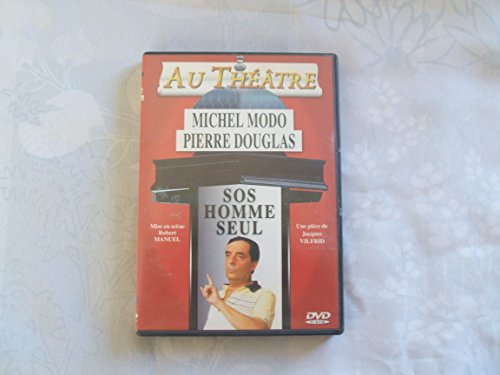 AU THÉÂTRE
MICHEL MODO
PIERRE DOUGLAS
SOS
HOMME
SEUL
Mise en scène
Robert
MANUEL
Une pièce de
Jacques
VILFRID
DVD
VIDEO